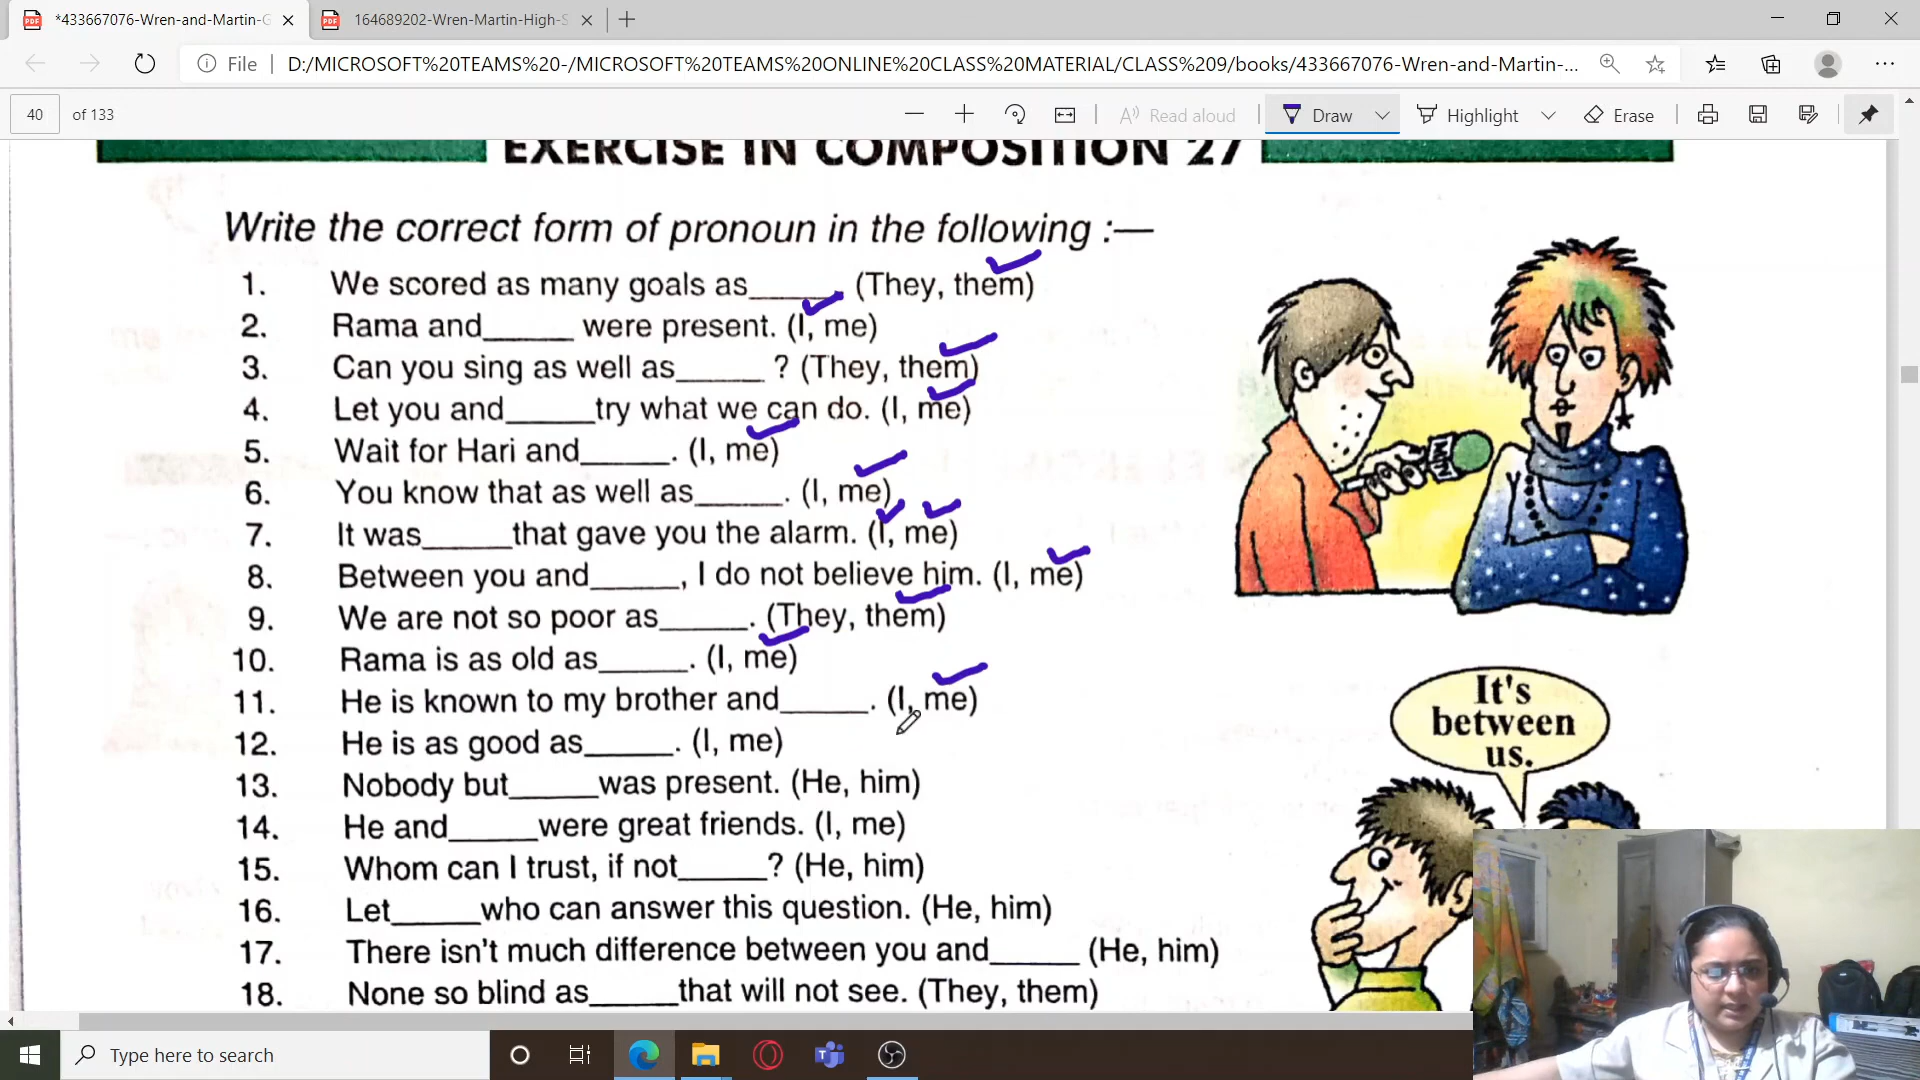 *433667076-Wren-and-Martin-G
164689202-Wren-Martin-High-S
File
D:/MICROSOFT%20TEAMS%20-/MICROSOFT%20TEAMS%20ONLINE%20CLASS%20MATERIAL/CLASS%209/books/433667076-Wren-and-Martin-...
40 of 133
Read aloud
Draw
Highlight
Erase
EXERCISE IN COMPOSITION 27
Write the correct form of pronoun in the following :—
1. We scored as many goals as_____ (They, them)
2. Rama and_____ were present. (I, me)
3. Can you sing as well as_____ ? (They, them)
4. Let you and_____try what we can do. (I, me)
5. Wait for Hari and_____. (I, me)
6. You know that as well as_____. (I, me)
7. It was_____that gave you the alarm. (I, me)
8. Between you and_____, I do not believe him. (I, me)
9. We are not so poor as_____. (They, them)
10. Rama is as old as_____. (I, me)
11. He is known to my brother and_____. (I, me)
12. He is as good as_____. (I, me)
13. Nobody but_____was present. (He, him)
14. He and_____were great friends. (I, me)
15. Whom can I trust, if not_____? (He, him)
16. Let_____who can answer this question. (He, him)
17. There isn't much difference between you and_____ (He, him)
18. None so blind as_____that will not see. (They, them)
It's
between
us.
Type here to search